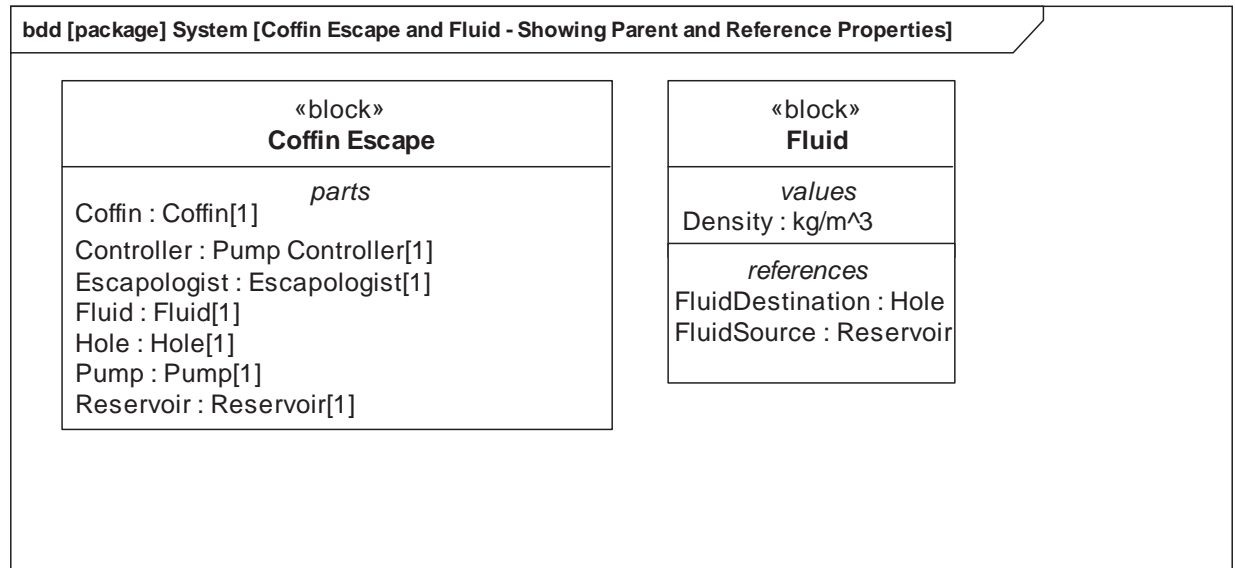 bdd [package] System [Coffin Escape and Fluid - Showing Parent and Reference Properties]
«block»
Coffin Escape
parts
Coffin : Coffin[1]
Controller : Pump Controller[1]
Escapologist : Escapologist[1]
Fluid : Fluid[1]
Hole : Hole[1]
Pump : Pump[1]
Reservoir : Reservoir[1]
«block»
Fluid
values
Density : kg/m^3
references
FluidDestination : Hole
FluidSource : Reservoir